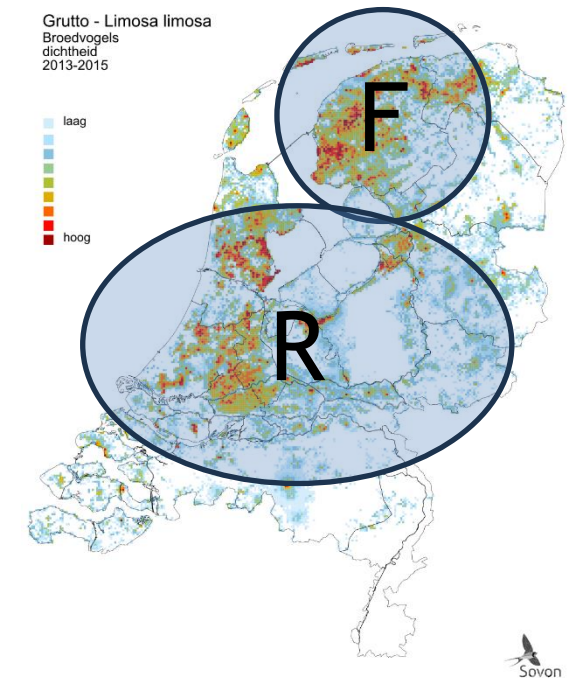 Grutto - Limosa limosa
Broedvogels
dichtheid
2013-2015
laag
hoog
F
R
Sovon